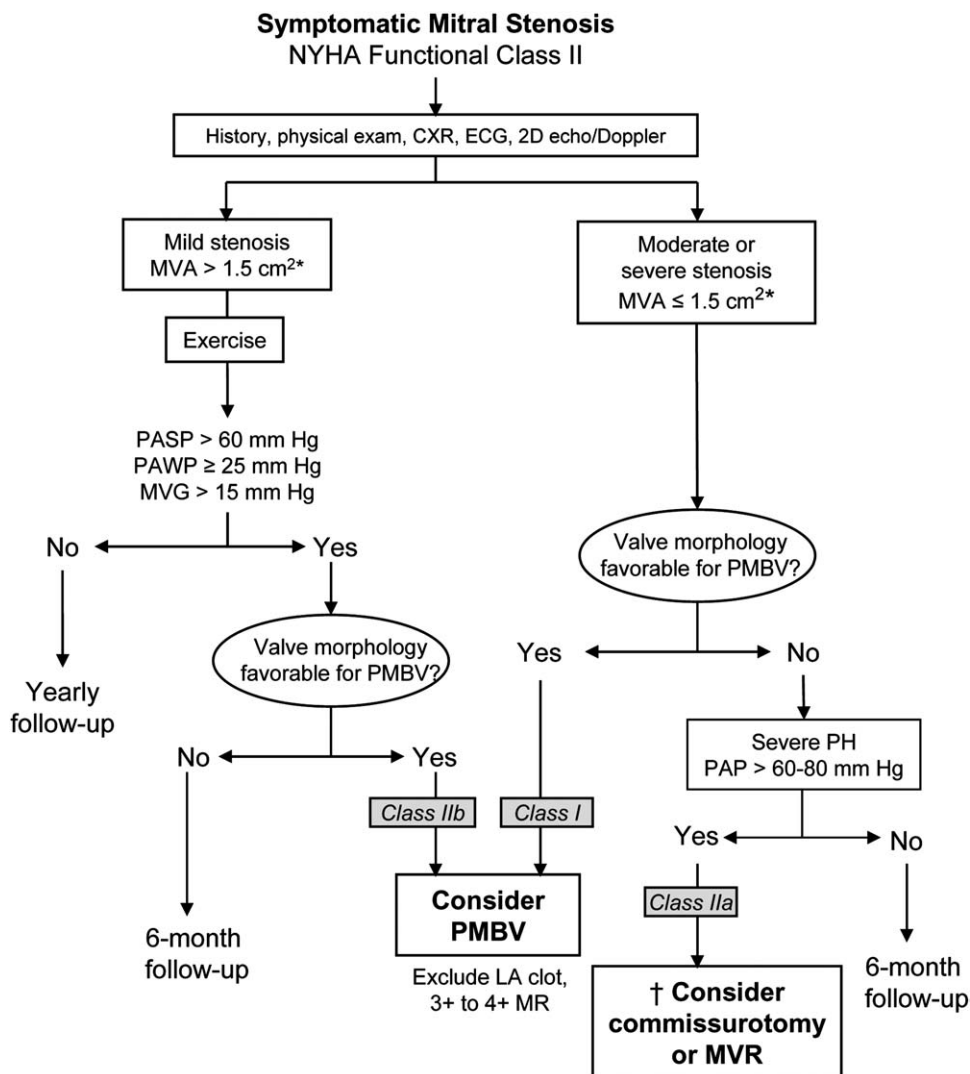 Symptomatic Mitral Stenosis
NYHA Functional Class II
History, physical exam, CXR, ECG, 2D echo/Doppler
Mild stenosis
MVA > 1.5 cm²*
Exercise
PASP > 60 mm Hg
PAWP ≥ 25 mm Hg
MVG > 15 mm Hg
No
Yes
Yearly
follow-up
Valve morphology
favorable for PMBV?
No
Yes
6-month
follow-up
Class IIb
Moderate or
severe stenosis
MVA ≤ 1.5 cm²*
Valve morphology
favorable for PMBV?
Yes
No
Class I
Consider
PMBV
Exclude LA clot,
3+ to 4+ MR
Severe PH
PAP > 60-80 mm Hg
Yes
No
Class IIa
† Consider
commissurotomy
or MVR
6-month
follow-up